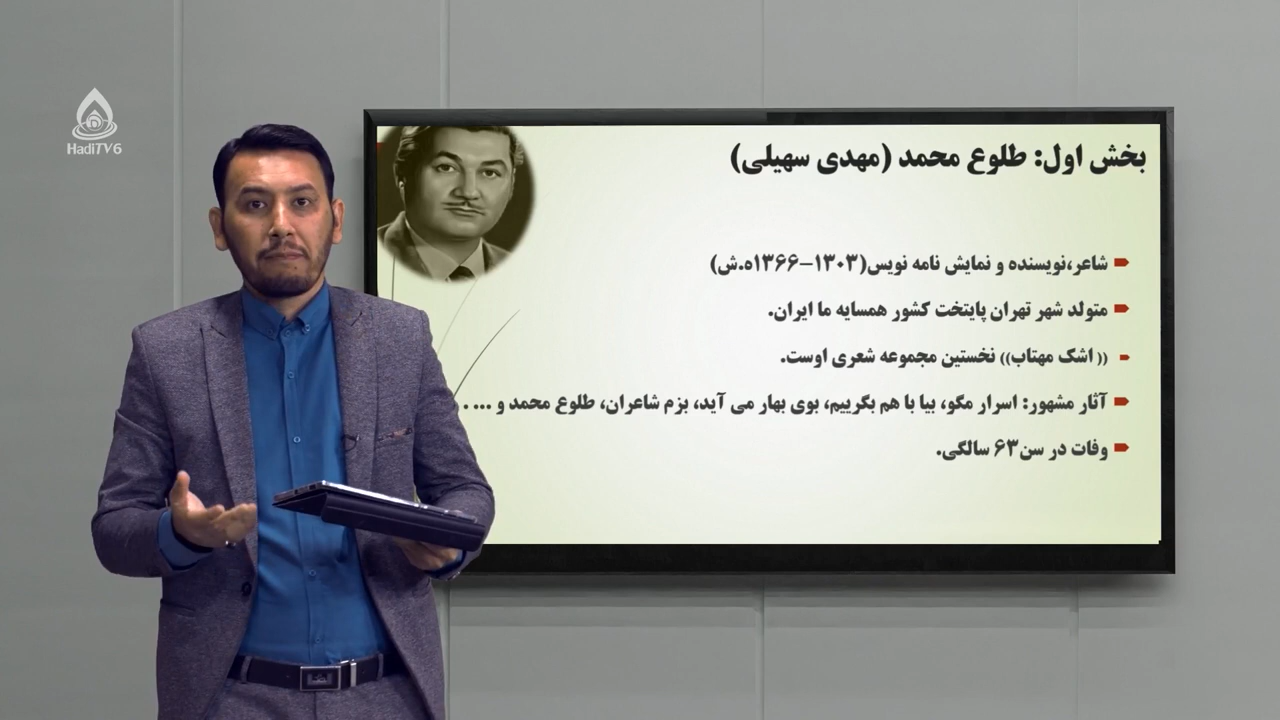 HadiTV6
بخش اول: طلوع محمد (مهدی سهیلی)
شاعر،نویسنده و نمایش نامه نویس(۱۳۰۳-۱۳۶۶ه.ش)
متولد شهر تهران پایتخت کشور همسایه ما ایران.
(( اشک مهتاب)) نخستین مجموعه شعری اوست.
آثار مشهور: اسرار مگو، بیا با هم بگرییم، بوی بهار می آید، بزم شاعران، طلوع محمد و ... .
وفات در سن۶۳ سالگی.